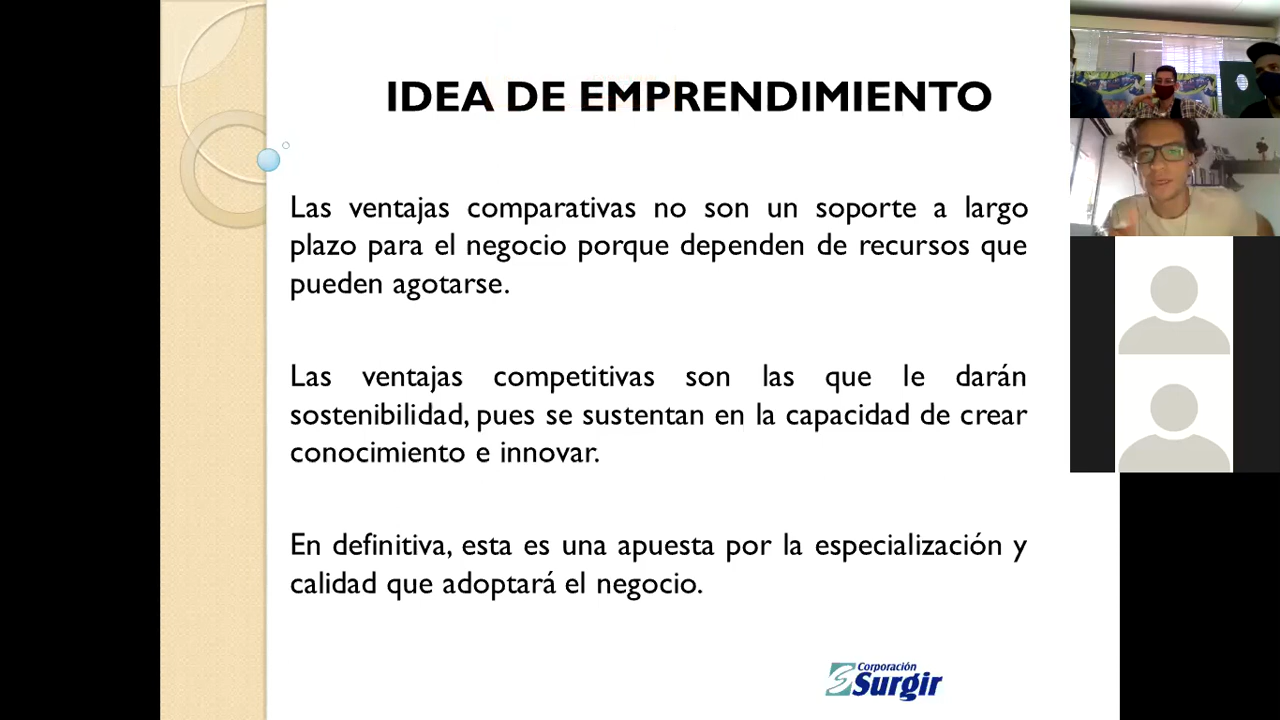 IDEA DE EMPRENDIMIENTO
Las ventajas comparativas no son un soporte a largo
plazo para el negocio porque dependen de recursos que
pueden agotarse.
Las ventajas competitivas son las que le darán
sostenibilidad, pues se sustentan en la capacidad de crear
conocimiento e innovar.
En definitiva, esta es una apuesta por la especialización y
calidad que adoptará el negocio.
Corporación
Surgir